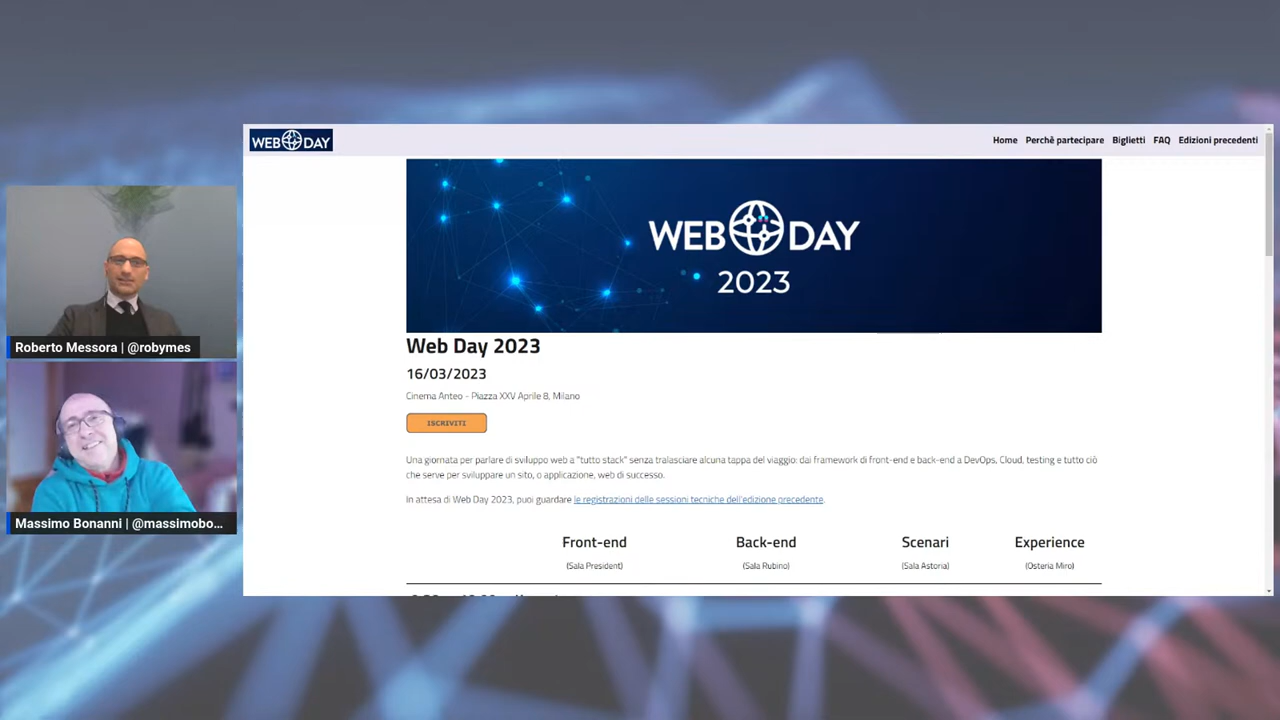 WEB DAY
Home Perchè partecipare Biglietti FAQ Edizioni precedenti
WEB DAY
2023
Web Day 2023
16/03/2023
Cinema Anteo - Piazza XXV Aprile 8, Milano
ISCRIVITI
Una giornata per parlare di sviluppo web a "tutto stack" senza tralasciare alcuna tappa del viaggio: dai framework di front-end e back-end a DevOps, Cloud, testing e tutto ciò
che serve per sviluppare un sito, o applicazione, web di successo.
In attesa di Web Day 2023, puoi guardare le registrazioni delle sessioni tecniche dell'edizione precedente.
Front-end Back-end Scenari Experience
(Sala President) (Sala Rubino) (Sala Astoria) (Osteria Miro)
Roberto Messora | @robymes
Massimo Bonanni | @massimobo...